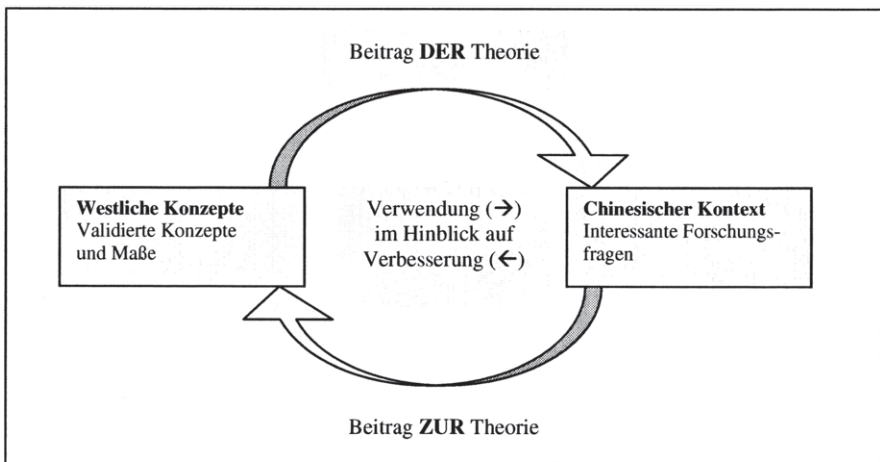 Beitrag DER Theorie
Westliche Konzepte
Validierte Konzepte
und Maße
Verwendung (→)
im Hinblick auf
Verbesserung (←)
Chinesischer Kontext
Interessante Forschungs-
fragen
Beitrag ZUR Theorie